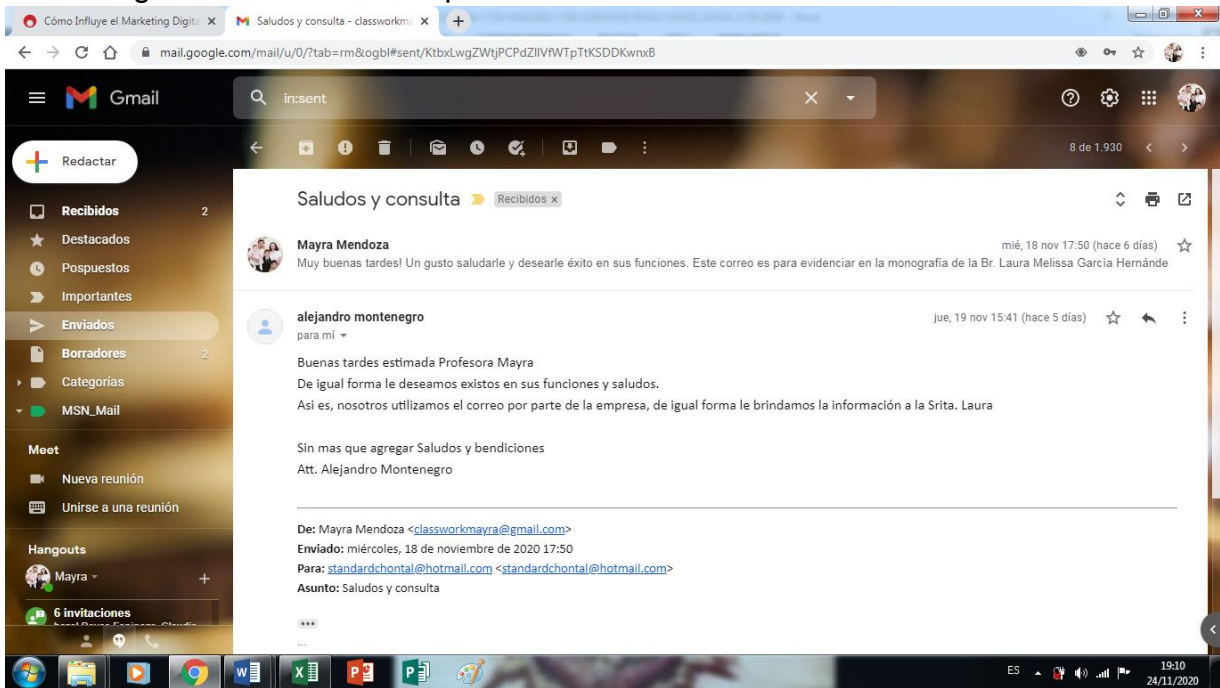 Cómo Influye el Marketing Digita
Saludos y consulta - classworkma
mail.google.com/mail/u/0/?tab=rm&ogbl#sent/KtbxLwgZWtjPCPdZlIVfWTpTtKSDDKwnxB
Gmail
in:sent
Redactar
8 de 1.930
Saludos y consulta
Recibidos x
Recibidos 2
Destacados
Pospuestos
Importantes
Enviados
Borradores 2
Categorías
MSN_Mail
Meet
Nueva reunión
Unirse a una reunión
Hangouts
Mayra
6 invitaciones
Mayra Mendoza
mié, 18 nov 17:50 (hace 6 días)
Muy buenas tardes! Un gusto saludarle y desearle éxito en sus funciones. Este correo es para evidenciar en la monografía de la Br. Laura Melissa Garcìa Hernánde
alejandro montenegro
jue, 19 nov 15:41 (hace 5 días)
para mí
Buenas tardes estimada Profesora Mayra
De igual forma le deseamos existos en sus funciones y saludos.
Asi es, nosotros utilizamos el correo por parte de la empresa, de igual forma le brindamos la información a la Srita. Laura
Sin mas que agregar Saludos y bendiciones
Att. Alejandro Montenegro
De: Mayra Mendoza <classworkmayra@gmail.com>
Enviado: miércoles, 18 de noviembre de 2020 17:50
Para: standardchontal@hotmail.com <standardchontal@hotmail.com>
Asunto: Saludos y consulta
...
ES
19:10
24/11/2020